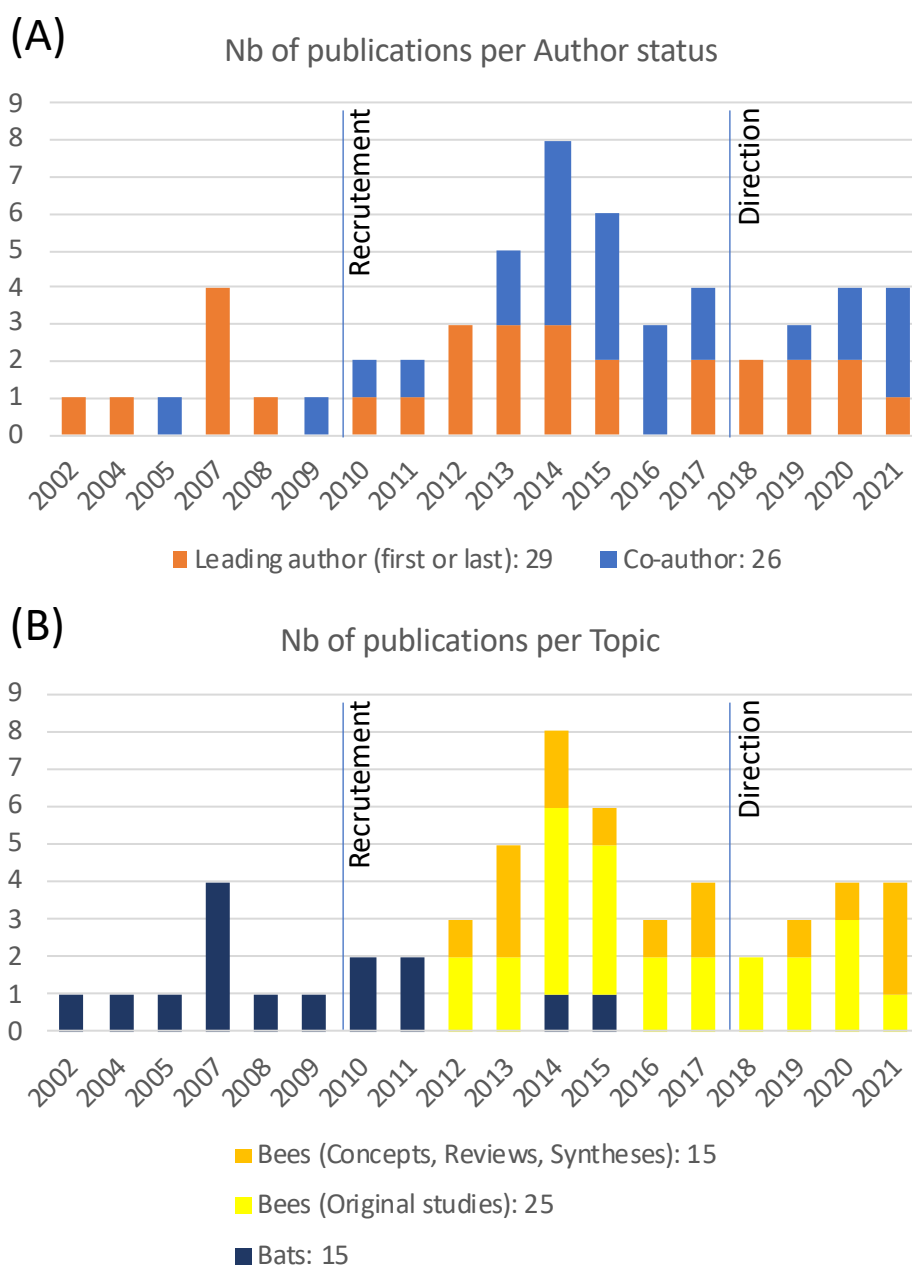 (A)
Nb of publications per Author status
9
8
7
6
5
4
3
2
1
0
Recrutement
Direction
2002 2004 2005 2007 2008 2009 2010 2011 2012 2013 2014 2015 2016 2017 2018 2019 2020 2021
Leading author (first or last): 29 Co-author: 26
(B)
Nb of publications per Topic
9
8
7
6
5
4
3
2
1
0
Recrutement
Direction
2002 2004 2005 2007 2008 2009 2010 2011 2012 2013 2014 2015 2016 2017 2018 2019 2020 2021
Bees (Concepts, Reviews, Syntheses): 15
Bees (Original studies): 25
Bats: 15